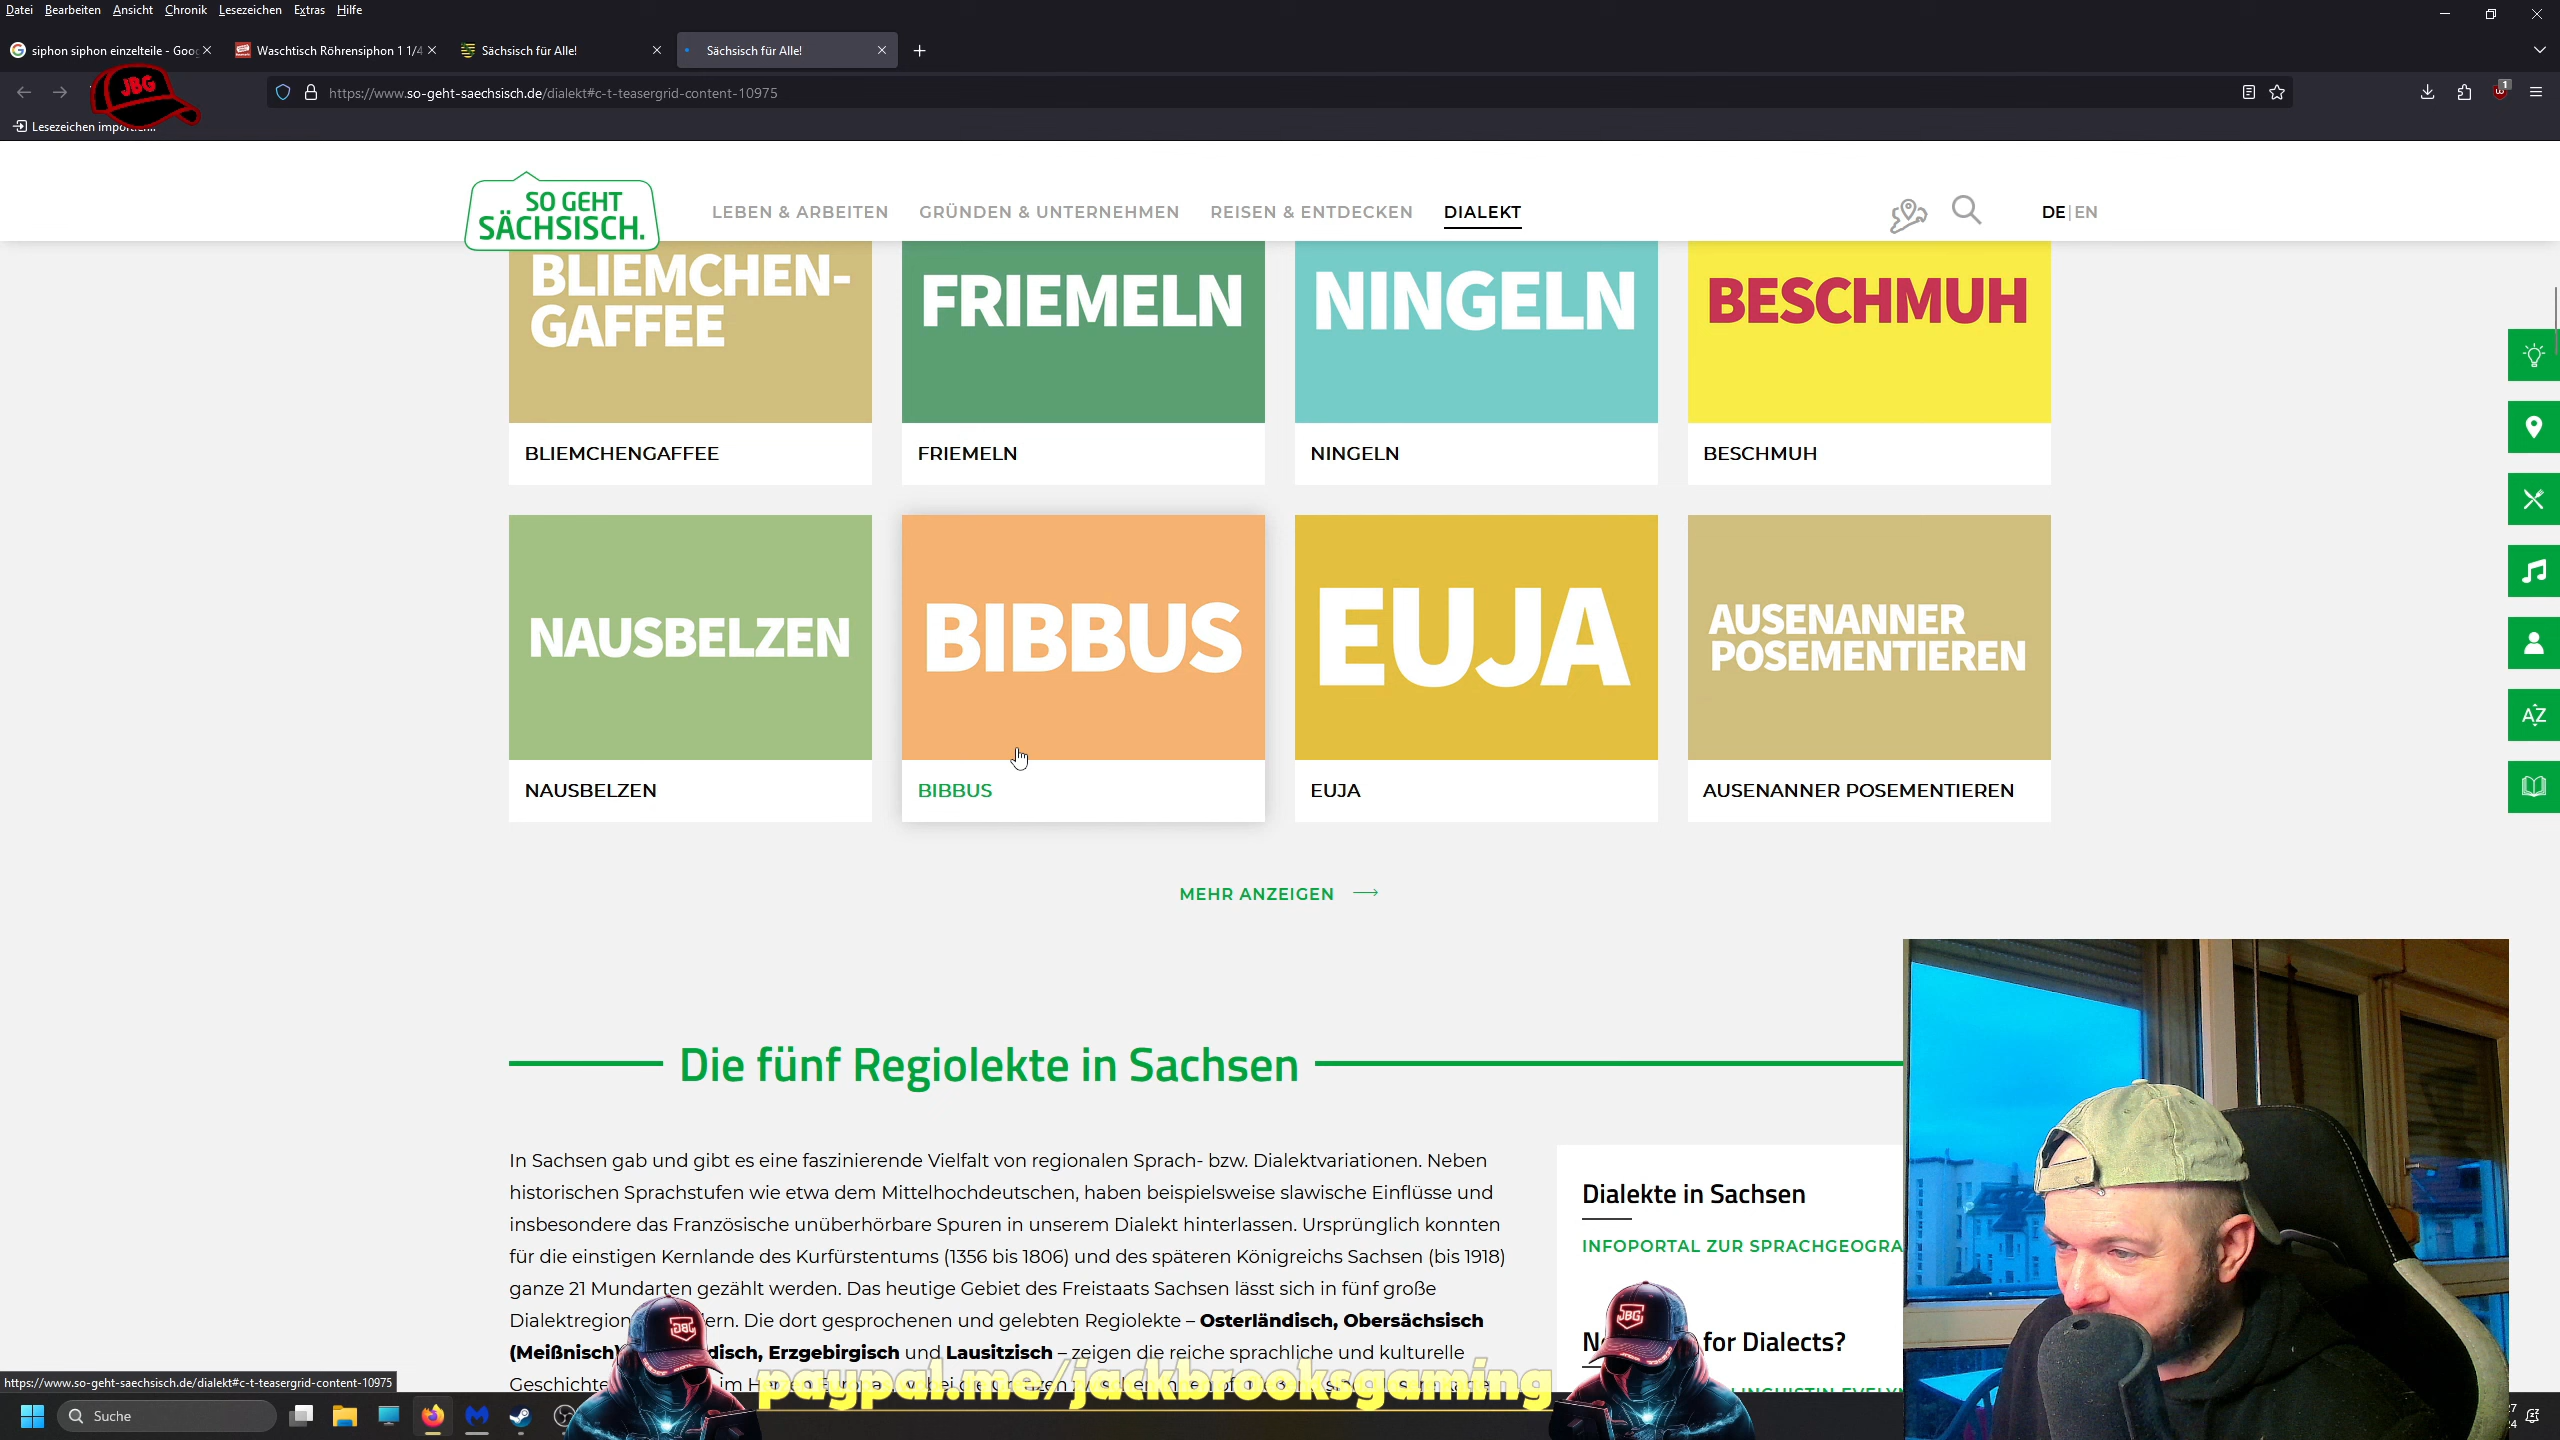 Datei Bearbeiten Ansicht Chronik Lesezeichen Extras Hilfe
siphon siphon einzelteile - Goo
Waschtisch Röhrensiphon 1 1/4
Sächsisch für Alle!
Sächsisch für Alle!
JBG
https://www.so-geht-saechsisch.de/dialekt#c-t-teasergrid-content-10975
1
Lesezeichen
SO GEHT
SÄCHSISCH.
LEBEN & ARBEITEN
GRÜNDEN & UNTERNEHMEN
REISEN & ENTDECKEN
DIALEKT
DE|EN
BLIEMCHEN-
GAFFEE
FRIEMELN
NINGELN
BESCHMUH
BLIEMCHENGAFFEE
FRIEMELN
NINGELN
BESCHMUH
NAUSBELZEN
BIBBUS
EUJA
AUSENANNER
POSEMENTIEREN
NAUSBELZEN
BIBBUS
EUJA
AUSENANNER POSEMENTIEREN
AZ
MEHR ANZEIGEN
Die fünf Regiolekte in Sachsen
In Sachsen gab und gibt es eine faszinierende Vielfalt von regionalen Sprach- bzw. Dialektvariationen. Neben
historischen Sprachstufen wie etwa dem Mittelhochdeutschen, haben beispielsweise slawische Einflüsse und
insbesondere das Französische unüberhörbare Spuren in unserem Dialekt hinterlassen. Ursprünglich konnten
für die einstigen Kernlande des Kurfürstentums (1356 bis 1806) und des späteren Königreichs Sachsen (bis 1918)
ganze 21 Mundarten gezählt werden. Das heutige Gebiet des Freistaats Sachsen lässt sich in fünf große
Die dort gesprochenen und gelebten Regiolekte – Osterländisch, Obersächsisch
(Meißnisch) Erzgebirgisch und Lausitzisch – zeigen die reiche sprachliche und kulturelle
Dialekte in Sachsen
INFOPORTAL ZUR SPRACHGEOGRA
for Dialects?
JBG
JBG
paypal.me/jackbrooksgaming
https://www.so-geht-saechsisch.de/dialekt#c-t-teasergrid-content-10975
Suche